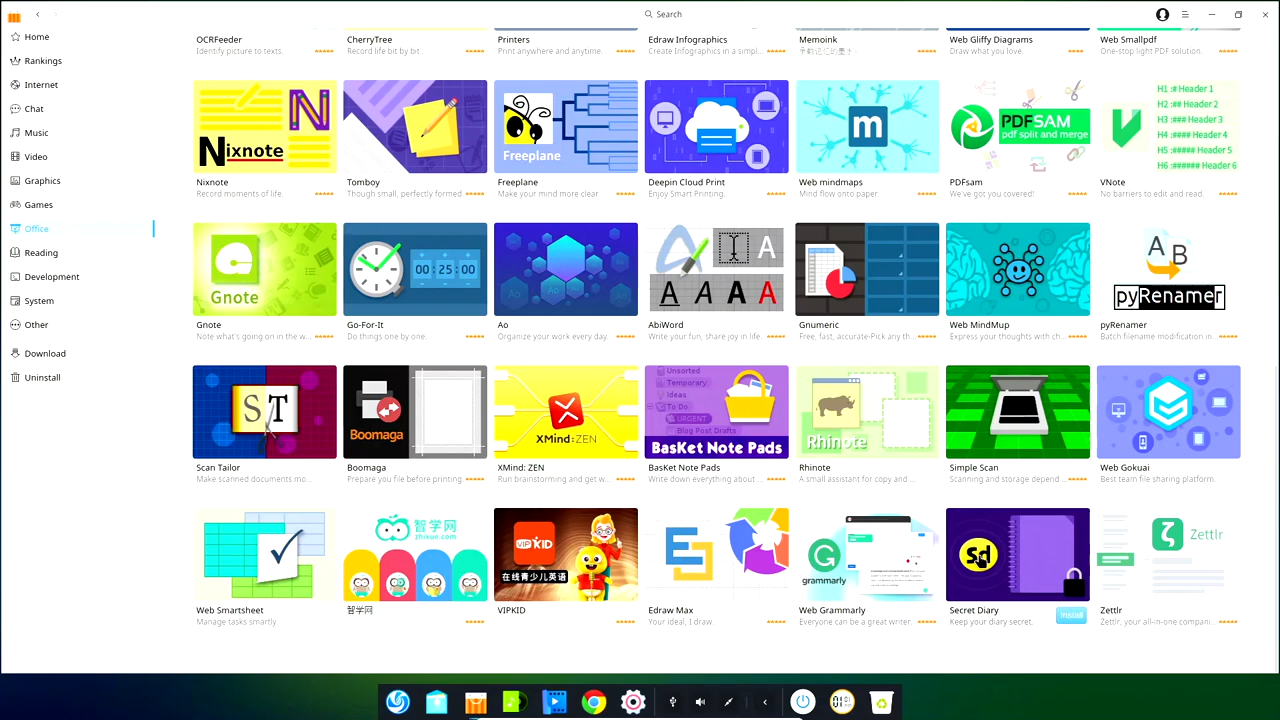 Search
Home
Rankings
Internet
Chat
Music
Video
Graphics
Games
Office
Reading
Development
System
Other
Download
Uninstall
OCRFeeder
Identify picture to texts.
CherryTree
Record life bit by bit
Printers
Print anywhere and anytime.
Edraw Infographics
Create Infographics in a simpl...
Memoink
Web Gliffy Diagrams
Draw what you love.
Web Smallpdf
One-stop light PDF solution.
N
Nixnote
Freeplane
m
PDFSAM
pdf split and merge
H1 :# Header 1
H2 :## Header 2
H3 :### Header 3
H4 :#### Header 4
H5 :##### Header 5
H6 :###### Header 6
Nixnote
Record moments of life.
Tomboy
Though small, perfectly formed
Freeplane
Make your mind more clear
Deepin Cloud Print
Enjoy Smart Printing.
Web mindmaps
Mind flow onto paper.
PDFsam
We've got you covered!
VNote
No barriers to edit and read.
Gnote
00:25:00
Ao
A
A A A A
A B
pyRenamer
Gnote
Note what's going on in the w...
Go-For-It
Do things one by one.
Ao
Organize your work every day.
AbiWord
Write your fun, share joy in life.
Gnumeric
Free, fast, accurate-Pick any th...
Web MindMup
Express your thoughts with ch...
pyRenamer
Batch filename modification in...
ST
Boomaga
XMind:ZEN
Unsorted
Temporary
Ideas
To Do
URGENT
Blog Post Drafts
BasKet Note Pads
Rhinote
Scan Tailor
Make scanned documents mo...
Boomaga
Prepare you file before printing
XMind: ZEN
Run brainstorming and get w...
BasKet Note Pads
Write down everything about ...
Rhinote
A small assistant for copy and ...
Simple Scan
Scanning and storage depend...
Web Gokuai
Best team file sharing platform.
智学网
zhixue.com
VIPKID
在线青少儿英语
G
grammarly
Sd
ζ Zettlr
Web Smartsheet
Manage tasks smartly.
智学网
VIPKID
Edraw Max
Your ideal, I draw.
Web Grammarly
Everyone can be a great writer.
Secret Diary
Keep your diary secret.
Install
Zettlr
Zettlr, your all-in-one compani...